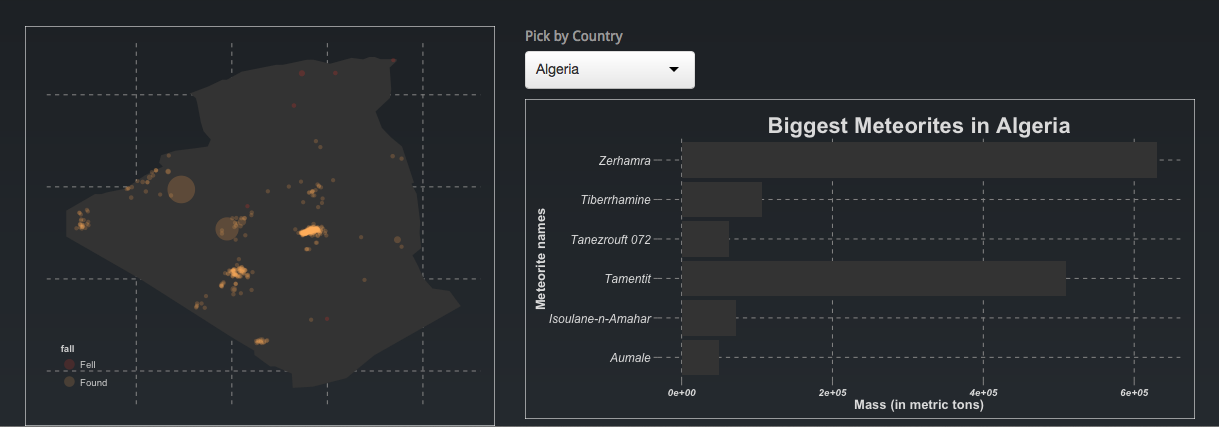 fall
Fell
Found
Pick by Country
Algeria
Biggest Meteorites in Algeria
Meteorite names
Zerhamra
Tiberrhamine
Tanezrouft 072
Tamentit
Isoulane-n-Amahar
Aumale
0e+00 2e+05 4e+05 6e+05
Mass (in metric tons)